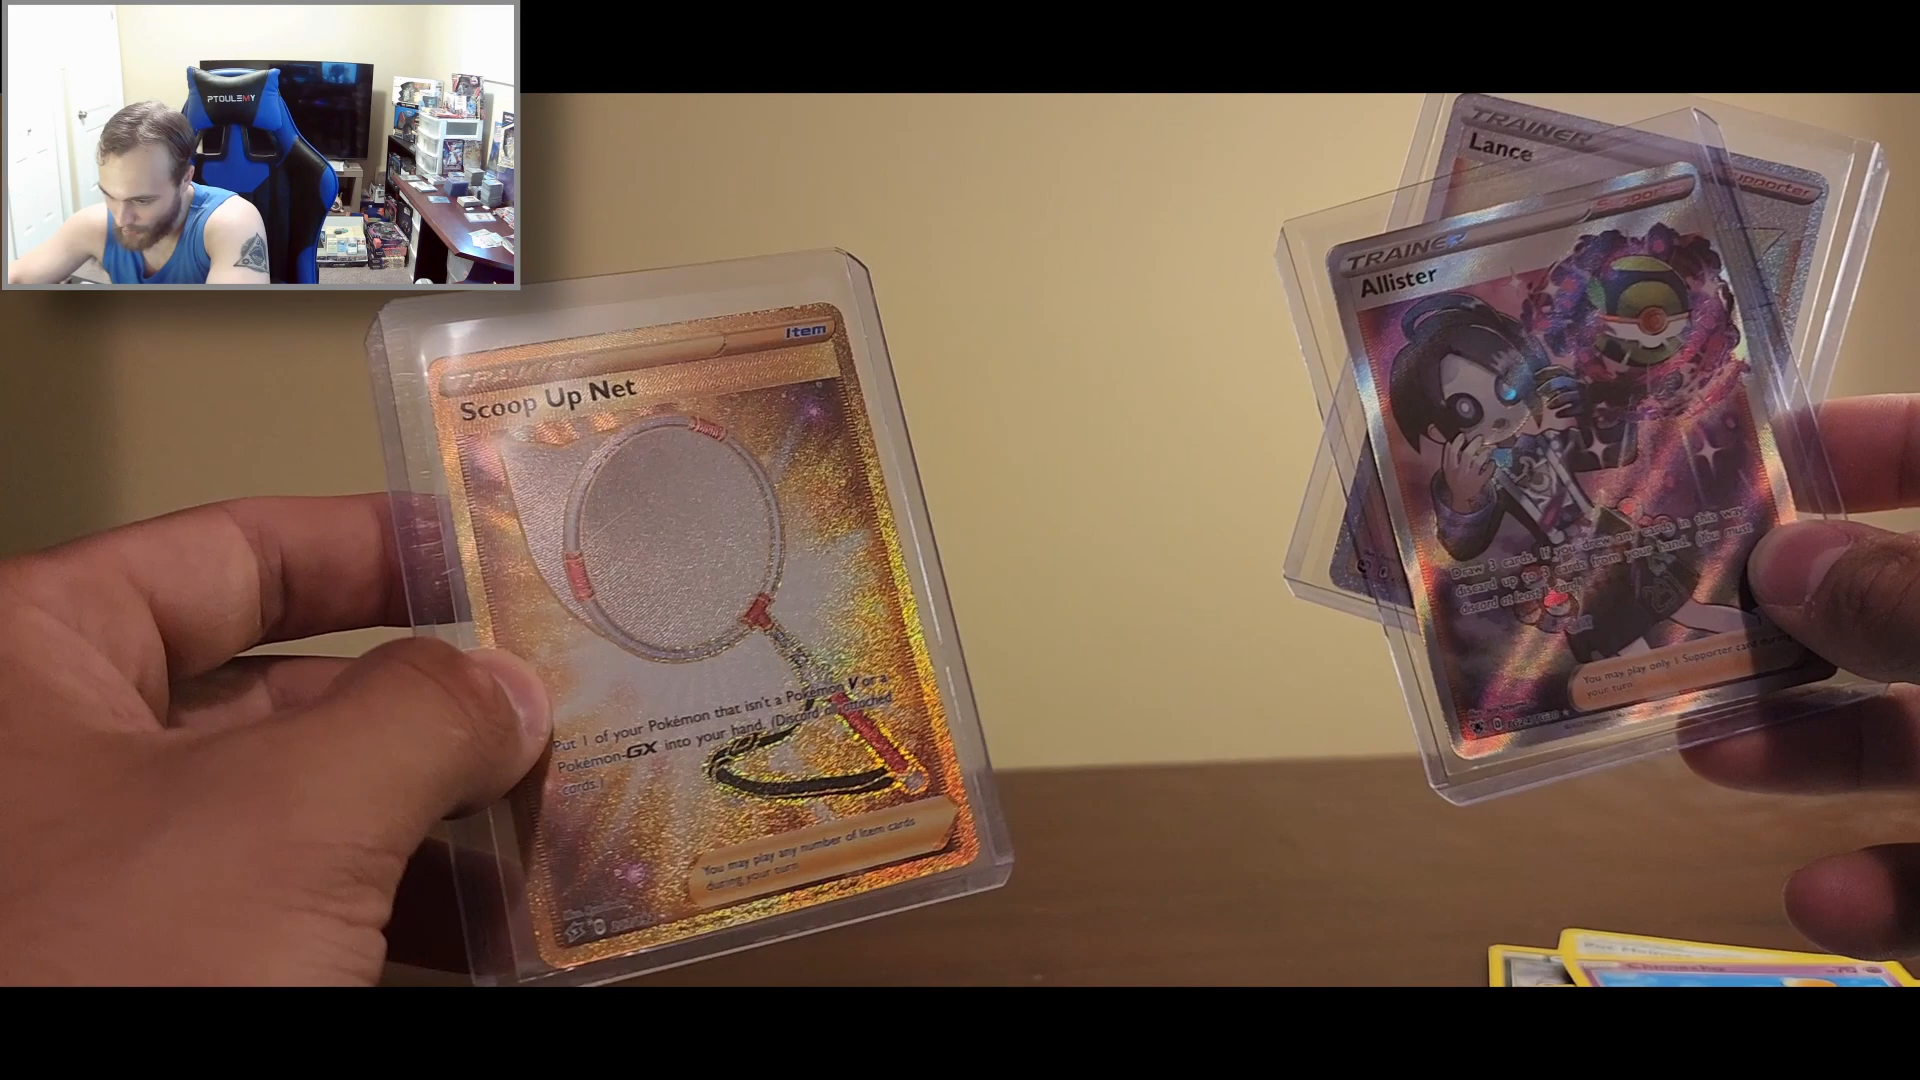 PTOULEMY
TRAINER
Item
Scoop Up Net
Put 1 of your Pokémon that isn't a Pokémon V or a
Pokémon-GX into your hand. (Discard all attached
cards.)
You may play any number of Item cards
during your turn.
TRAINER
Lance
Supporter
TRAINER
Supporter
Allister
Draw 3 cards. If you drew any cards in this way,
discard up to 3 cards from your hand. (You must
discard at least 1 card.)
You may play only 1 Supporter card during
your turn.